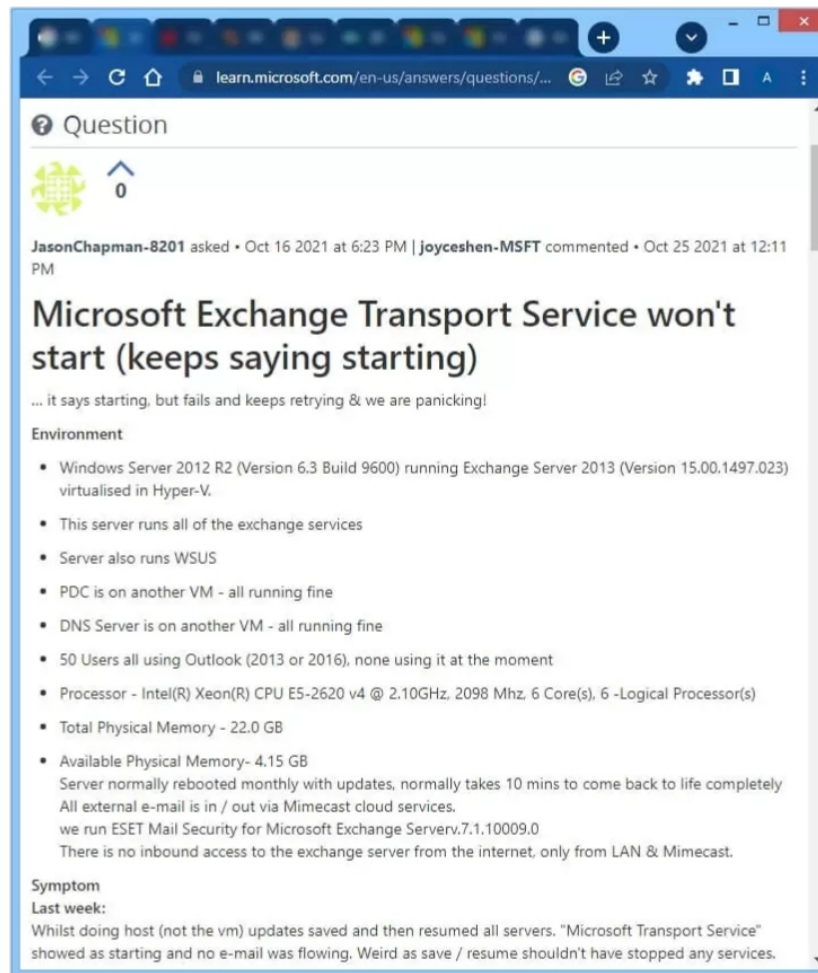 learn.microsoft.com/en-us/answers/questions/...
A
Question
0
JasonChapman-8201 asked • Oct 16 2021 at 6:23 PM | joyceshen-MSFT commented • Oct 25 2021 at 12:11
PM
Microsoft Exchange Transport Service won't
start (keeps saying starting)
... it says starting, but fails and keeps retrying & we are panicking!
Environment
• Windows Server 2012 R2 (Version 6.3 Build 9600) running Exchange Server 2013 (Version 15.00.1497.023)
virtualised in Hyper-V.
• This server runs all of the exchange services
• Server also runs WSUS
• PDC is on another VM - all running fine
• DNS Server is on another VM - all running fine
• 50 Users all using Outlook (2013 or 2016), none using it at the moment
• Processor - Intel(R) Xeon(R) CPU E5-2620 v4 @ 2.10GHz, 2098 Mhz, 6 Core(s), 6 -Logical Processor(s)
• Total Physical Memory - 22.0 GB
• Available Physical Memory- 4.15 GB
Server normally rebooted monthly with updates, normally takes 10 mins to come back to life completely
All external e-mail is in / out via Mimecast cloud services.
we run ESET Mail Security for Microsoft Exchange Serverv.7.1.10009.0
There is no inbound access to the exchange server from the internet, only from LAN & Mimecast.
Symptom
Last week:
Whilst doing host (not the vm) updates saved and then resumed all servers. "Microsoft Transport Service"
showed as starting and no e-mail was flowing. Weird as save / resume shouldn't have stopped any services.